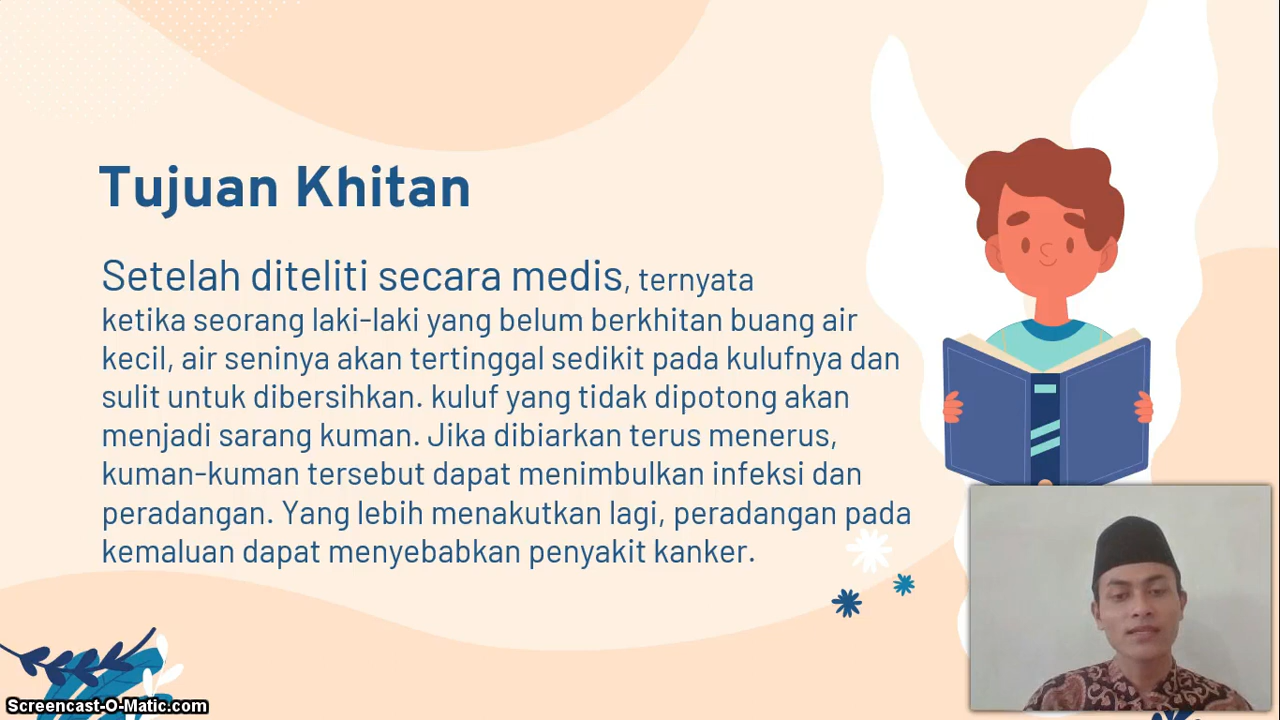 Tujuan Khitan
Setelah diteliti secara medis, ternyata
ketika seorang laki-laki yang belum berkhitan buang air
kecil, air seninya akan tertinggal sedikit pada kulufnya dan
sulit untuk dibersihkan. kuluf yang tidak dipotong akan
menjadi sarang kuman. Jika dibiarkan terus menerus,
kuman-kuman tersebut dapat menimbulkan infeksi dan
peradangan. Yang lebih menakutkan lagi, peradangan pada
kemaluan dapat menyebabkan penyakit kanker.
Screencast-O-Matic.com